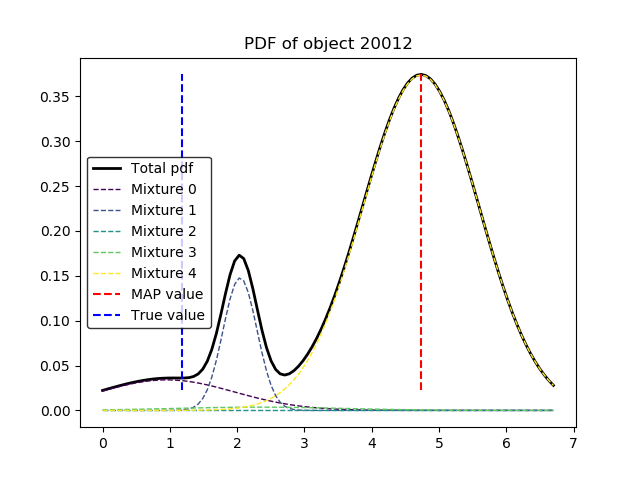 PDF of object 20012
0.35
0.30
0.25
0.20
0.15
0.10
0.05
0.00
Total pdf
Mixture 0
Mixture 1
Mixture 2
Mixture 3
Mixture 4
MAP value
True value
0 1 2 3 4 5 6 7